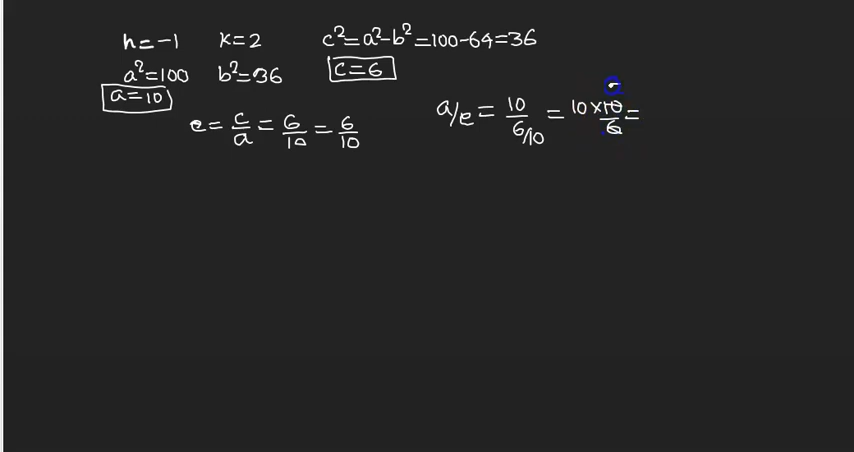 h=-1 k=2 c²=a²-b²=100-64=36
a²=100 b²=36 c=6
a=10
e=c/a=6/10=6/10 a/e=10/6/10=10×10/6=